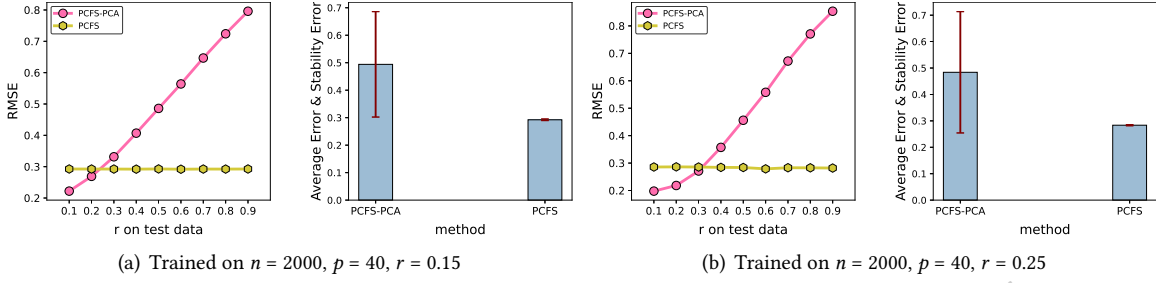 PCFS-PCA
PCFS
RMSE
0.8
0.7
0.6
0.5
0.4
0.3
0.2
0.1 0.2 0.3 0.4 0.5 0.6 0.7 0.8 0.9
r on test data
Average Error & Stability Error
0.7
0.6
0.5
0.4
0.3
0.2
0.1
0.0
PCFS-PCA PCFS
method
PCFS-PCA
PCFS
RMSE
0.8
0.7
0.6
0.5
0.4
0.3
0.2
0.1 0.2 0.3 0.4 0.5 0.6 0.7 0.8 0.9
r on test data
Average Error & Stability Error
0.7
0.6
0.5
0.4
0.3
0.2
0.1
0.0
PCFS-PCA PCFS
method
(a) Trained on n = 2000, p = 40, r = 0.15
(b) Trained on n = 2000, p = 40, r = 0.25